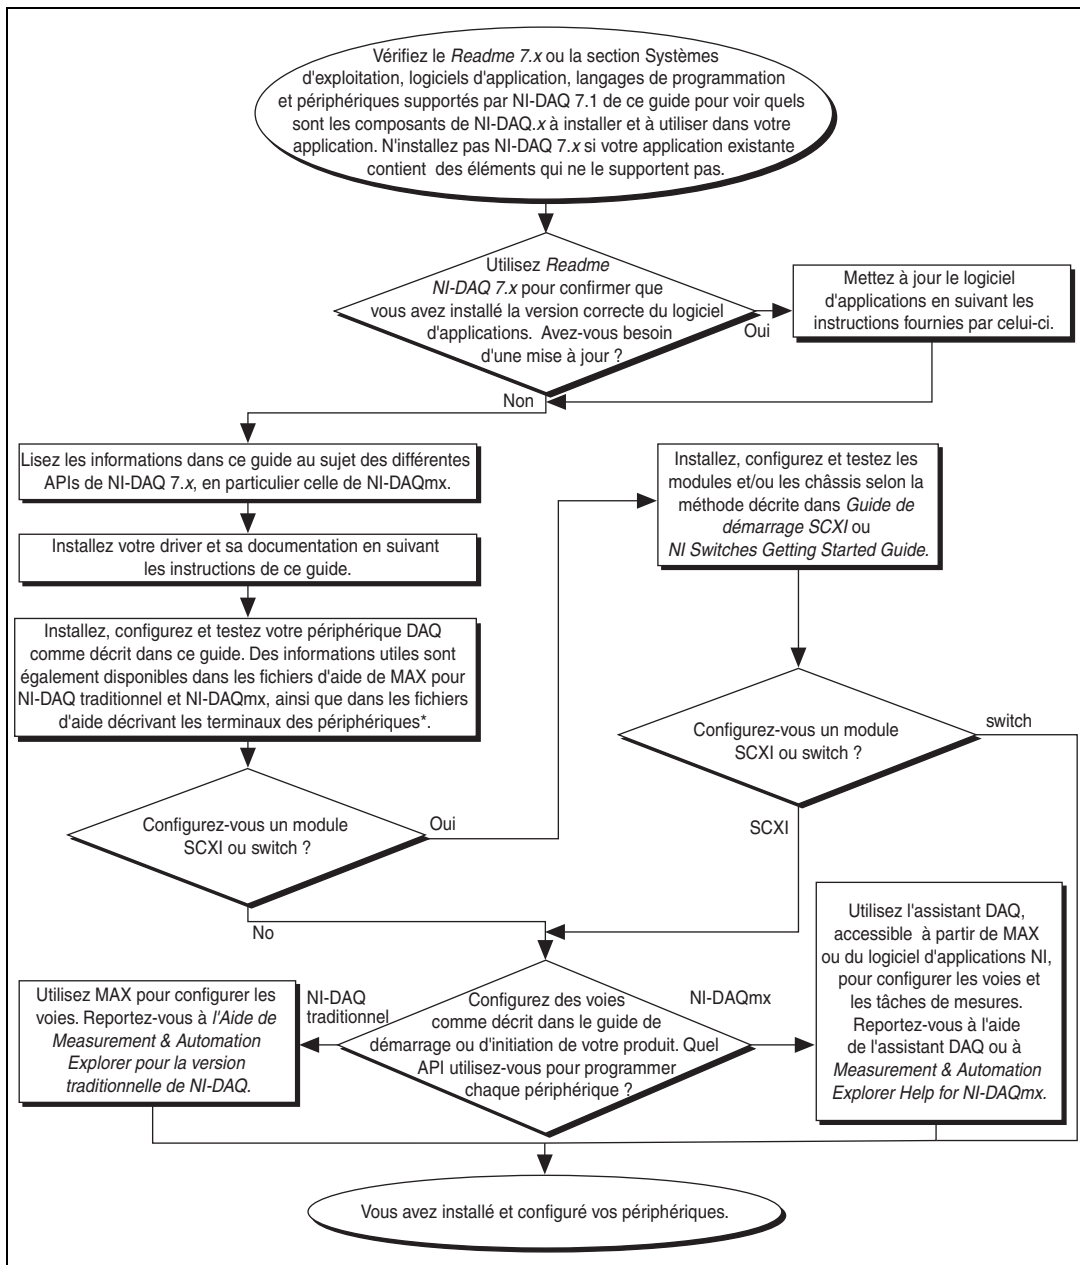 Vérifiez le Readme 7.x ou la section Systèmes
d'exploitation, logiciels d'application, langages de programmation
et périphériques supportés par NI-DAQ 7.1 de ce guide pour voir quels
sont les composants de NI-DAQ.x à installer et à utiliser dans votre
application. N'installez pas NI-DAQ 7.x si votre application existante
contient des éléments qui ne le supportent pas.
Utilisez Readme
NI-DAQ 7.x pour confirmer que
vous avez installé la version correcte du logiciel
d'applications. Avez-vous besoin
d'une mise à jour ?
Oui
Mettez à jour le logiciel
d'applications en suivant les
instructions fournies par celui-ci.
Non
Lisez les informations dans ce guide au sujet des différentes
APIs de NI-DAQ 7.x, en particulier celle de NI-DAQmx.
Installez votre driver et sa documentation en suivant
les instructions de ce guide.
Installez, configurez et testez votre périphérique DAQ
comme décrit dans ce guide. Des informations utiles sont
également disponibles dans les fichiers d'aide de MAX pour
NI-DAQ traditionnel et NI-DAQmx, ainsi que dans les fichiers
d'aide décrivant les terminaux des périphériques*.
Configurez-vous un module
SCXI ou switch ?
Oui
No
Installez, configurez et testez les
modules et/ou les châssis selon la
méthode décrite dans Guide de
démarrage SCXI ou
NI Switches Getting Started Guide.
Configurez-vous un module
SCXI ou switch ?
switch
SCXI
Configurez des voies
comme décrit dans le guide de
démarrage ou d'initiation de votre produit. Quel
API utilisez-vous pour programmer
chaque périphérique ?
NI-DAQ
traditionnel
NI-DAQmx
Utilisez MAX pour configurer les
voies. Reportez-vous à l'Aide de
Measurement & Automation
Explorer pour la version
traditionnelle de NI-DAQ.
Utilisez l'assistant DAQ,
accessible à partir de MAX
ou du logiciel d'applications NI,
pour configurer les voies et
les tâches de mesures.
Reportez-vous à l'aide
de l'assistant DAQ ou à
Measurement & Automation
Explorer Help for NI-DAQmx.
Vous avez installé et configuré vos périphériques.